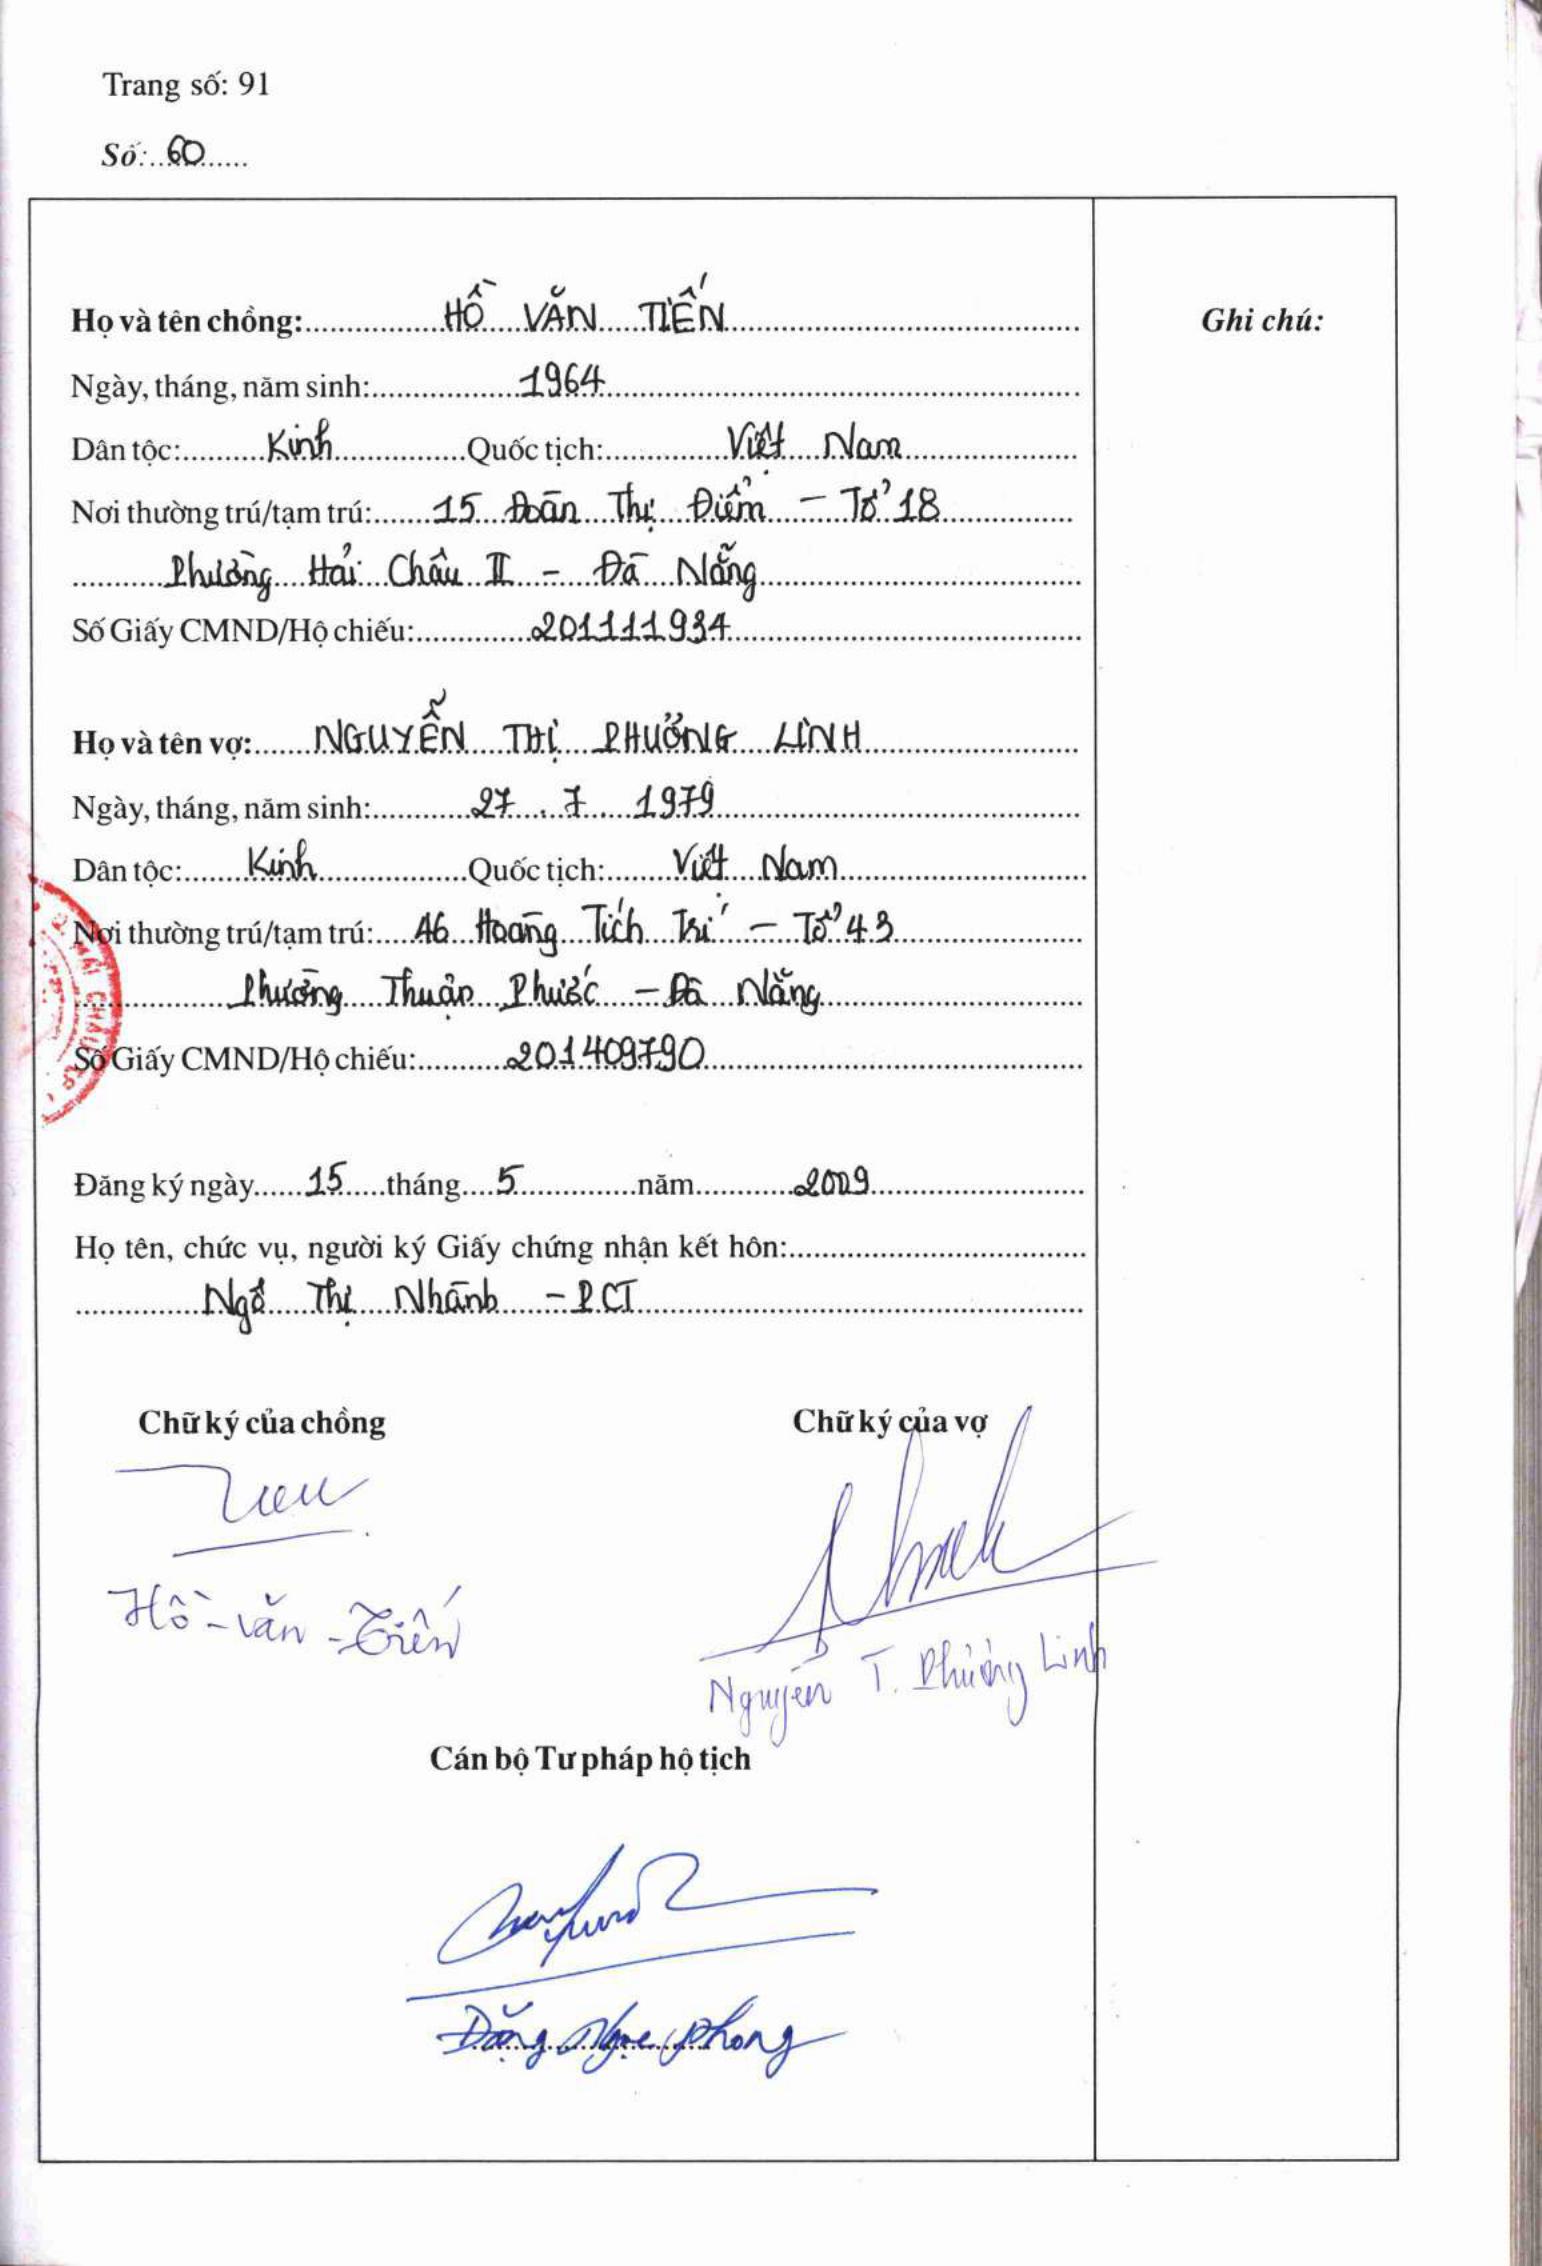 Trang số: 91
Số: 60
Họ và tên chồng: HỒ VĂN TIẾN
Ghi chú:
Ngày, tháng, năm sinh: 1964
Dân tộc: Kinh Quốc tịch: Việt Nam
Nơi thường trú/tạm trú: 15 Đoàn Thị Điểm - Tổ 18
Phường Hải Châu II - Đà Nẵng
Số Giấy CMND/Hộ chiếu: 201111934
Họ và tên vợ: NGUYỄN THỊ PHƯƠNG LINH
Ngày, tháng, năm sinh: 27 . 7 . 1979
Dân tộc: Kinh Quốc tịch: Việt Nam
Nơi thường trú/tạm trú: 46 Hoàng Tích Trí - Tổ 43
Phường Thuận Phước - Đà Nẵng
Số Giấy CMND/Hộ chiếu: 201409790
Đăng ký ngày 15 tháng 5 năm 2009
Họ tên, chức vụ, người ký Giấy chứng nhận kết hôn:
Ngô Thị Nhành - PCT
Chữ ký của chồng
Chữ ký của vợ
Hồ - Văn - Tiến
Nguyễn T. Phương Linh
Cán bộ Tư pháp hộ tịch
Đặng Ngọc Phong